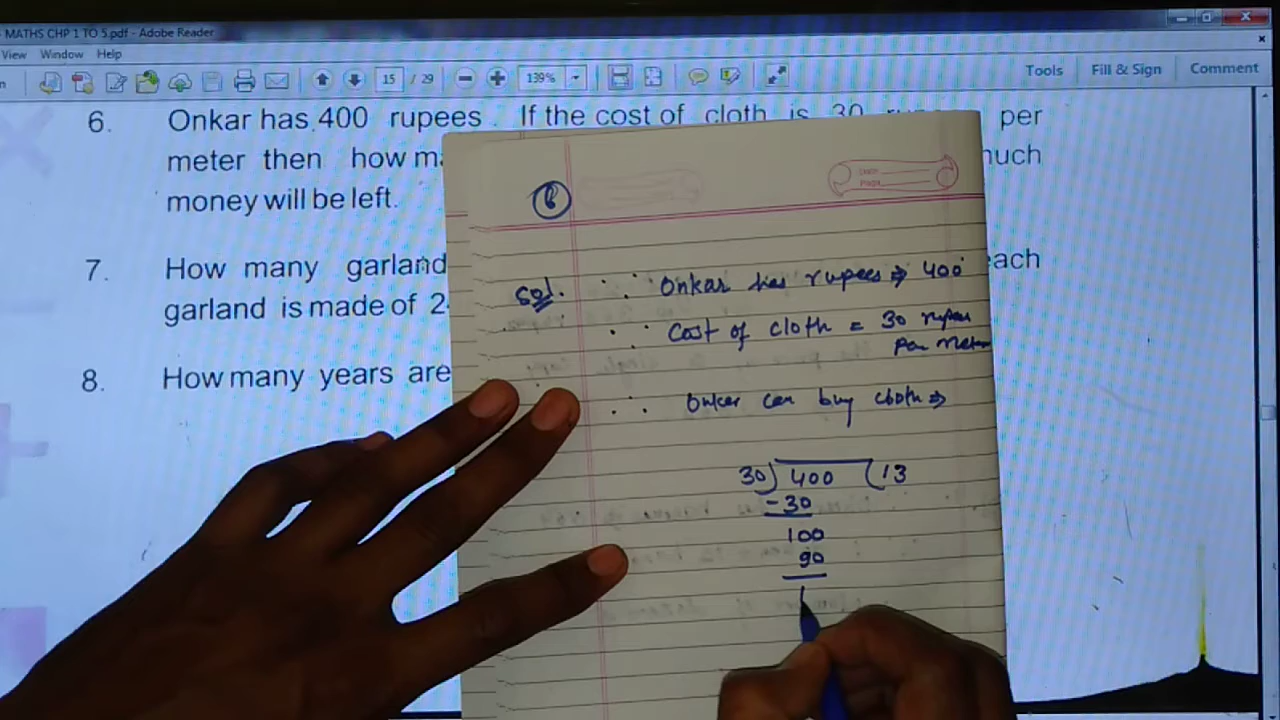 MATHS CHP 1 TO 5.pdf - Adobe Reader
View Window Help
15 / 29 139% Tools Fill & Sign Comment
6. Onkar has 400 rupees . If the cost of cloth is 30 per
meter then how much
money will be left.
7. How many garland each
garland is made of 2
8. How many years are
6
Sol. ∵ Onkar has rupees ⇒ 400
∵ Cost of cloth = 30 rupees
Per Meter
∴ Onkar can buy cloth ⇒
30) 400 (13
-30
100
90
1